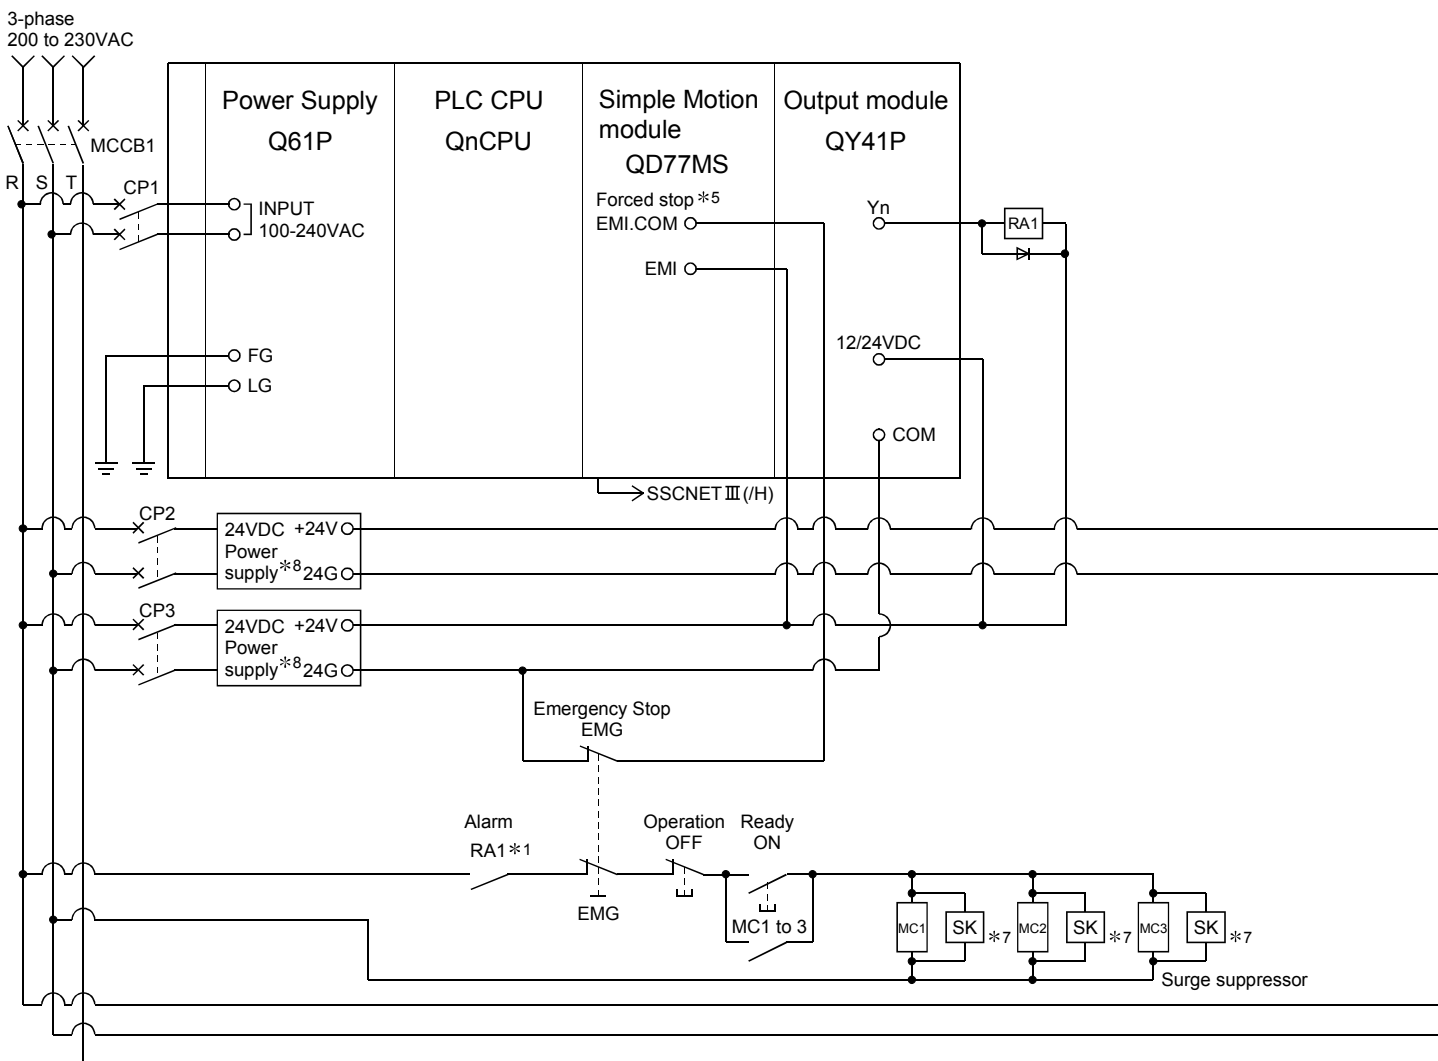 3-phase
200 to 230VAC
Power Supply
Q61P
PLC CPU
QnCPU
Simple Motion
module
QD77MS
Output module
QY41P
MCCB1
R
S
T
CP1
INPUT
100-240VAC
Forced stop *5
EMI.COM
EMI
Yn
RA1
FG
LG
12/24VDC
COM
SSCNET Ⅲ (/H)
CP2
24VDC +24V
Power
supply*8 24G
CP3
24VDC +24V
Power
supply*8 24G
Emergency Stop
EMG
Alarm
RA1*1
EMG
Operation
OFF
Ready
ON
MC1 to 3
MC1
SK
*7
MC2
SK
*7
MC3
SK
*7
Surge suppressor